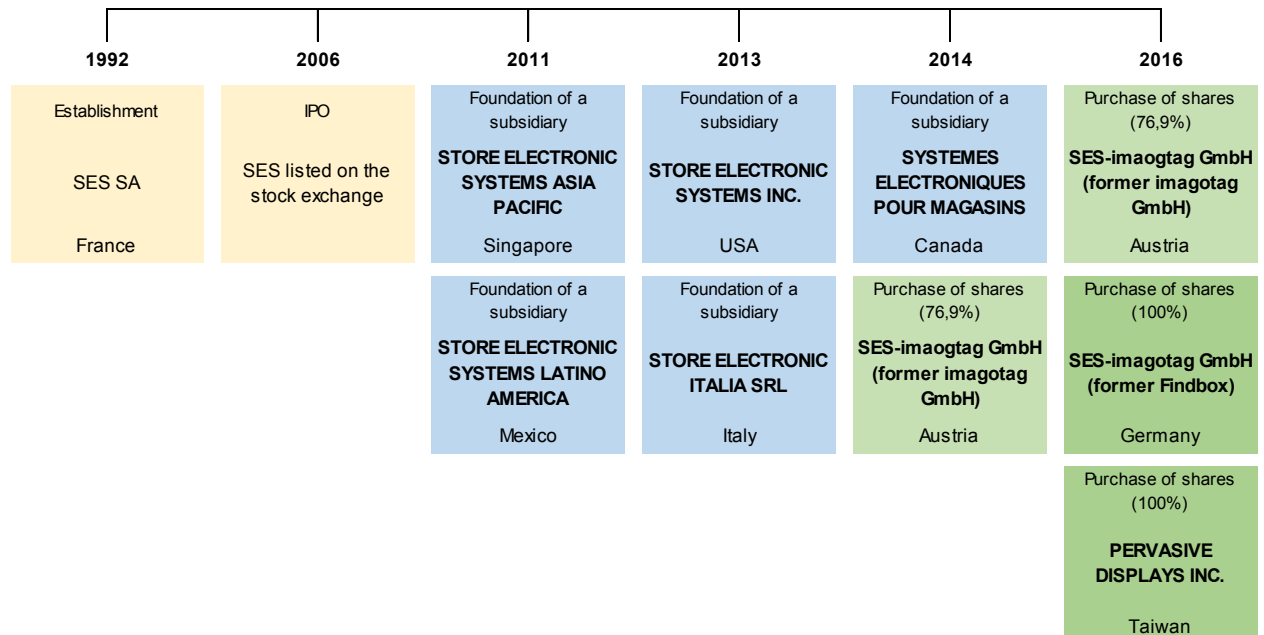 1992
2006
2011
2013
2014
2016
Establishment
SES SA
France
IPO
SES listed on the
stock exchange
Foundation of a
subsidiary
STORE ELECTRONIC
SYSTEMS ASIA
PACIFIC
Singapore
Foundation of a
subsidiary
STORE ELECTRONIC
SYSTEMS INC.
USA
Foundation of a
subsidiary
SYSTEMES
ELECTRONIQUES
POUR MAGASINS
Canada
Purchase of shares
(76,9%)
SES-imaogtag GmbH
(former imagotag
GmbH)
Austria
Foundation of a
subsidiary
STORE ELECTRONIC
SYSTEMS LATINO
AMERICA
Mexico
Foundation of a
subsidiary
STORE ELECTRONIC
ITALIA SRL
Italy
Purchase of shares
(76,9%)
SES-imaogtag GmbH
(former imagotag
GmbH)
Austria
Purchase of shares
(100%)
SES-imagotag GmbH
(former Findbox)
Germany
Purchase of shares
(100%)
PERVASIVE
DISPLAYS INC.
Taiwan